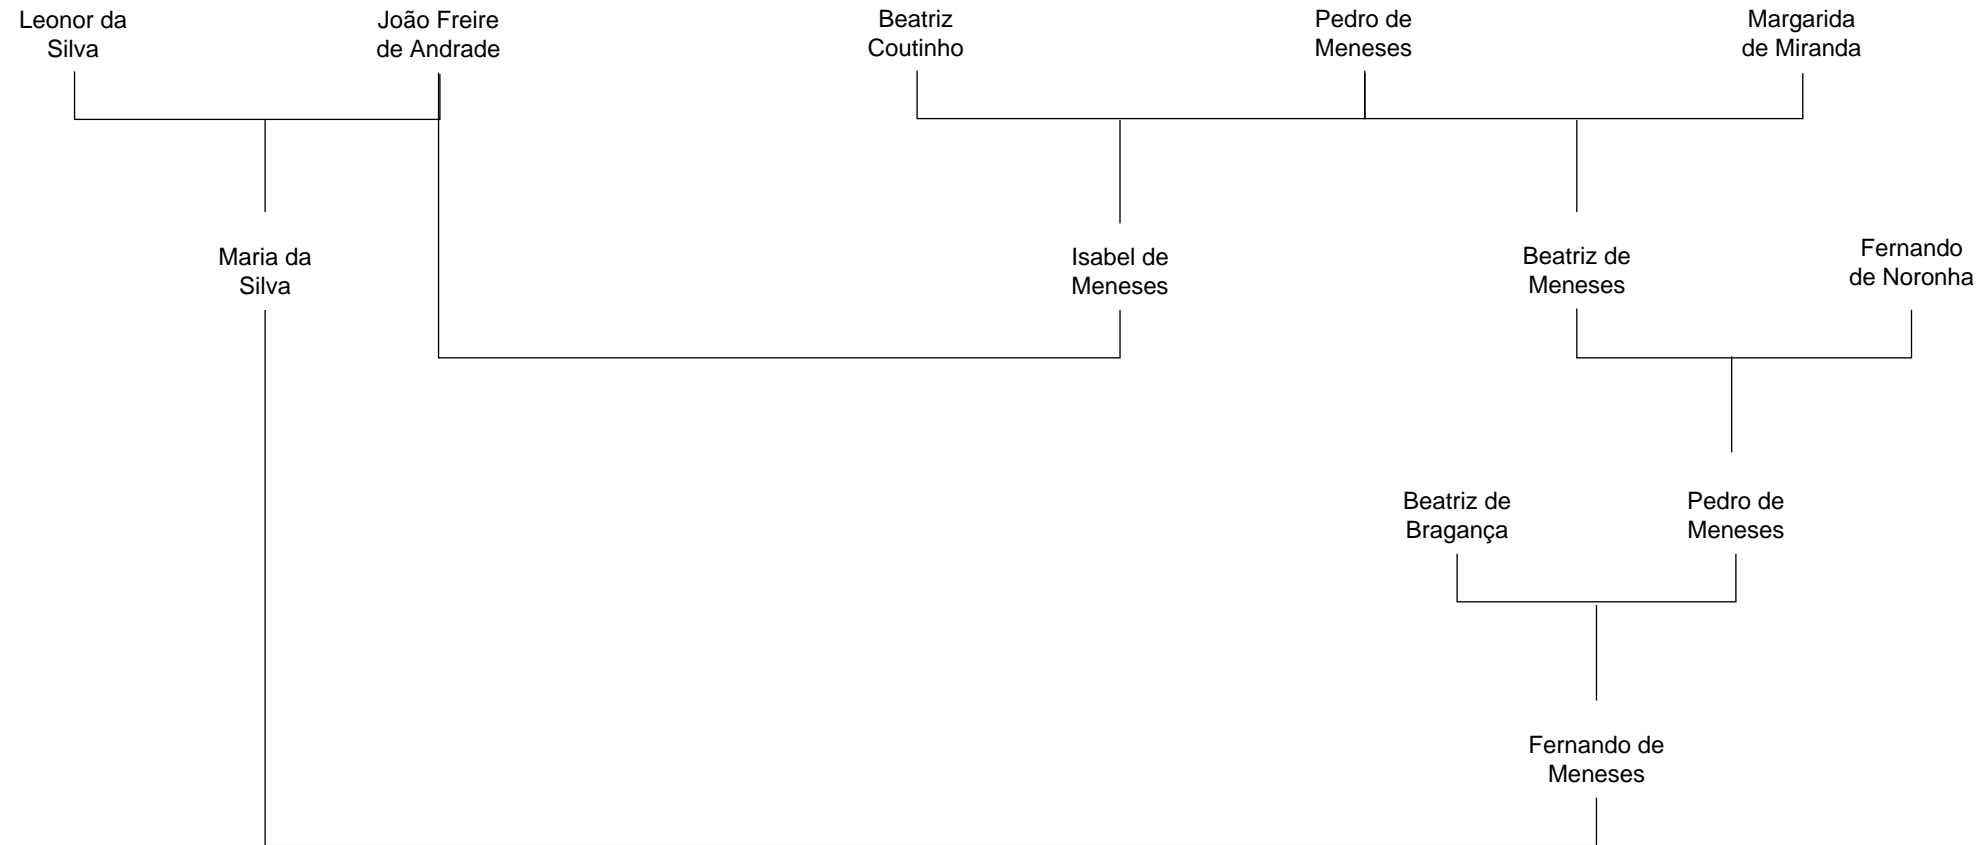 Leonor da
Silva
João Freire
de Andrade
Beatriz
Coutinho
Pedro de
Meneses
Margarida
de Miranda
Maria da
Silva
Isabel de
Meneses
Beatriz de
Meneses
Fernando
de Noronha
Beatriz de
Bragança
Pedro de
Meneses
Fernando de
Meneses